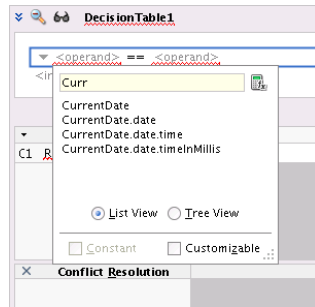 DecisionTable1
<operand> == <operand>
<in
Curr
CurrentDate
CurrentDate.date
CurrentDate.date.time
CurrentDate.date.timeInMillis
C1 R
List View Tree View
Constant Customizable
Conflict Resolution